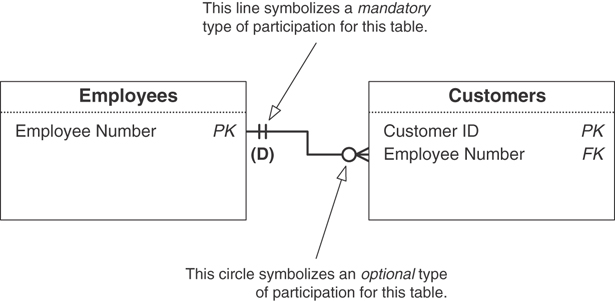 This line symbolizes a mandatory
type of participation for this table.
Employees
Employee Number PK
(D)
Customers
Customer ID PK
Employee Number FK
This circle symbolizes an optional type
of participation for this table.